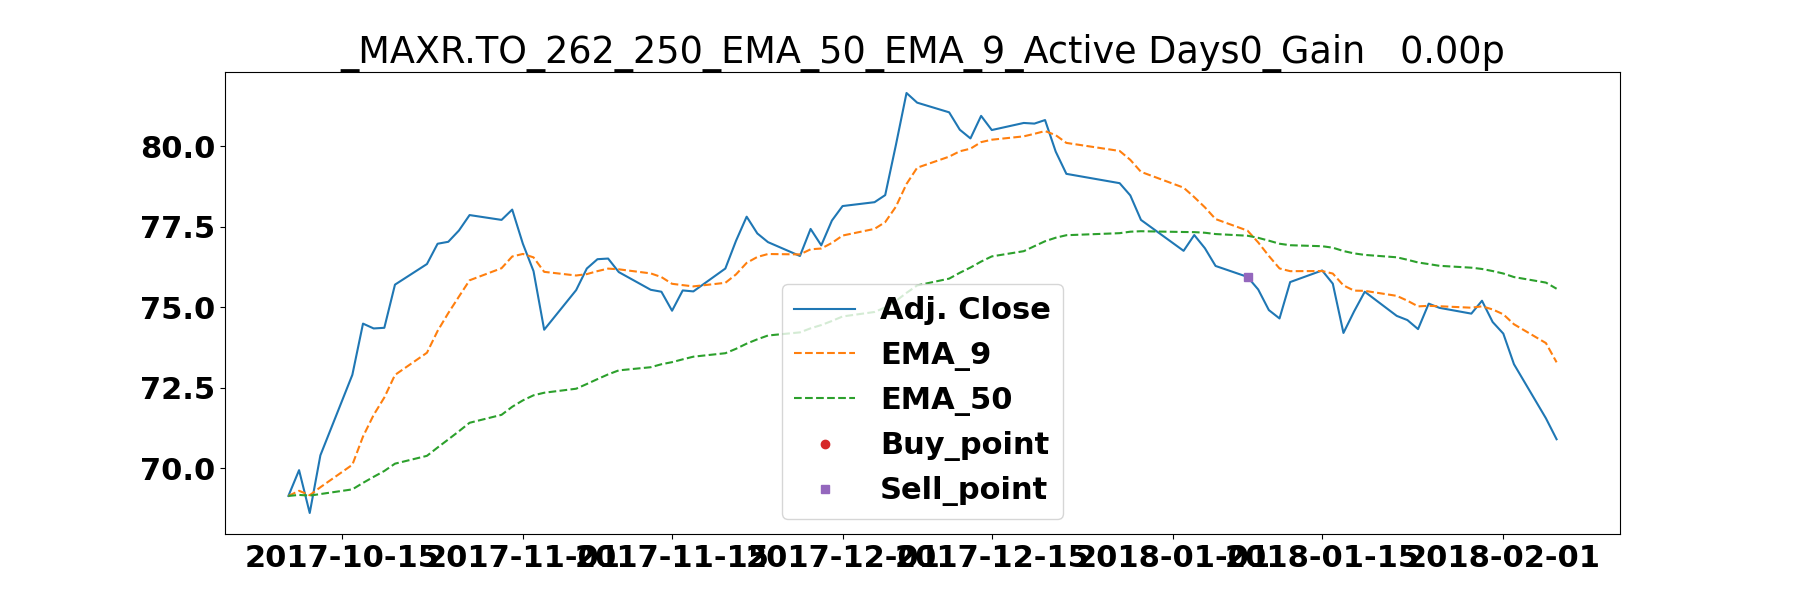 _MAXR.TO_262_250_EMA_50_EMA_9_Active Days0_Gain   0.00p
80.0
77.5
75.0
72.5
70.0
Adj. Close
EMA_9
EMA_50
Buy_point
Sell_point
2017-10-15 2017-11-01 2017-11-15 2017-12-01 2017-12-15 2018-01-01 2018-01-15 2018-02-01